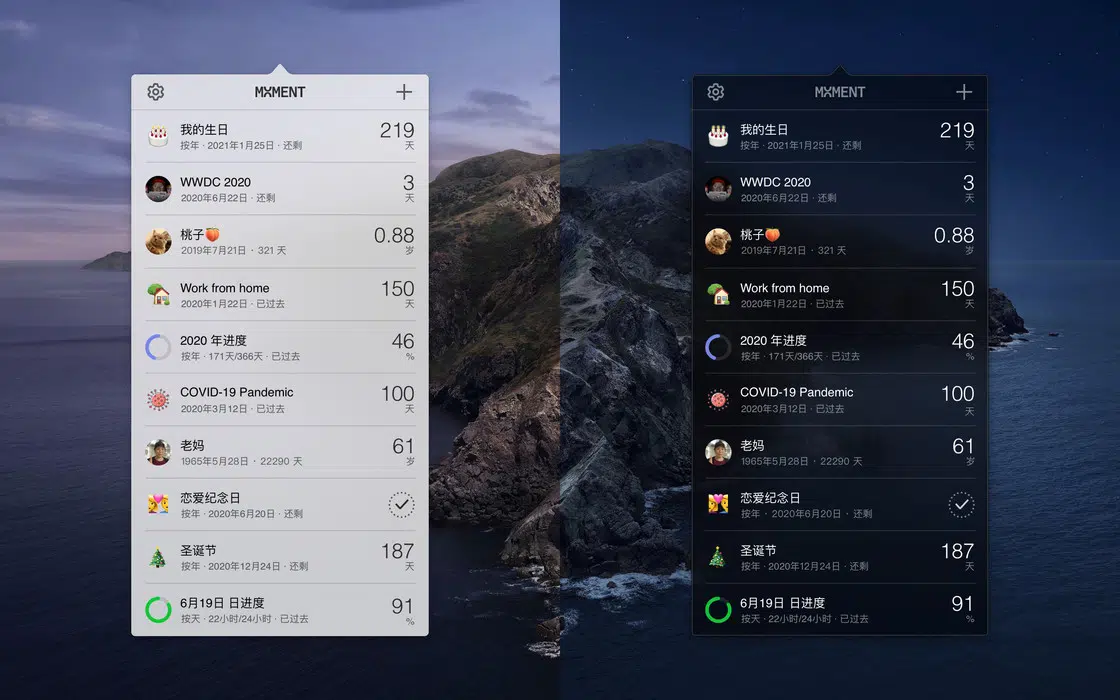 MXMENT
我的生日
219
按年 · 2021年1月25日 · 还剩
天
WWDC 2020
3
2020年6月22日 · 还剩
天
桃子🍑
0.88
2019年7月21日 · 321 天
岁
Work from home
150
2020年1月22日 · 已过去
天
2020 年进度
46
按年 · 171天/366天 · 已过去
%
COVID-19 Pandemic
100
2020年3月12日 · 已过去
天
老妈
61
1965年5月28日 · 22290 天
岁
恋爱纪念日
按年 · 2020年6月20日 · 还剩
圣诞节
187
按年 · 2020年12月24日 · 还剩
天
6月19日 日进度
91
按天 · 22小时/24小时 · 已过去
%
MXMENT
我的生日
219
按年 · 2021年1月25日 · 还剩
天
WWDC 2020
3
2020年6月22日 · 还剩
天
桃子🍑
0.88
2019年7月21日 · 321 天
岁
Work from home
150
2020年1月22日 · 已过去
天
2020 年进度
46
按年 · 171天/366天 · 已过去
%
COVID-19 Pandemic
100
2020年3月12日 · 已过去
天
老妈
61
1965年5月28日 · 22290 天
岁
恋爱纪念日
按年 · 2020年6月20日 · 还剩
圣诞节
187
按年 · 2020年12月24日 · 还剩
天
6月19日 日进度
91
按天 · 22小时/24小时 · 已过去
%